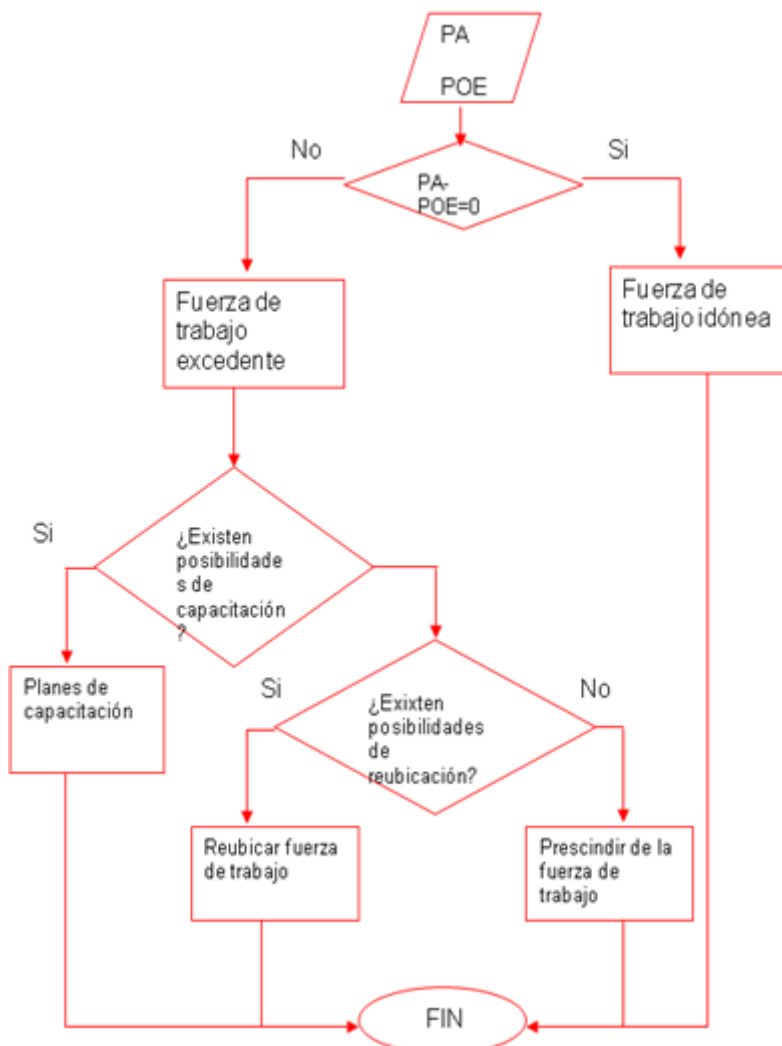 PA
POE
No
Si
PA-
POE=0
Fuerza de
trabajo
excedente
Fuerza de
trabajo idónea
Si
¿Existen
posibilidade
s de
capacitación
?
Planes de
capacitación
Si
No
¿Exixten
posibilidades
de
reubicación?
Reubicar fuerza
de trabajo
Prescindir de la
fuerza de
trabajo
FIN